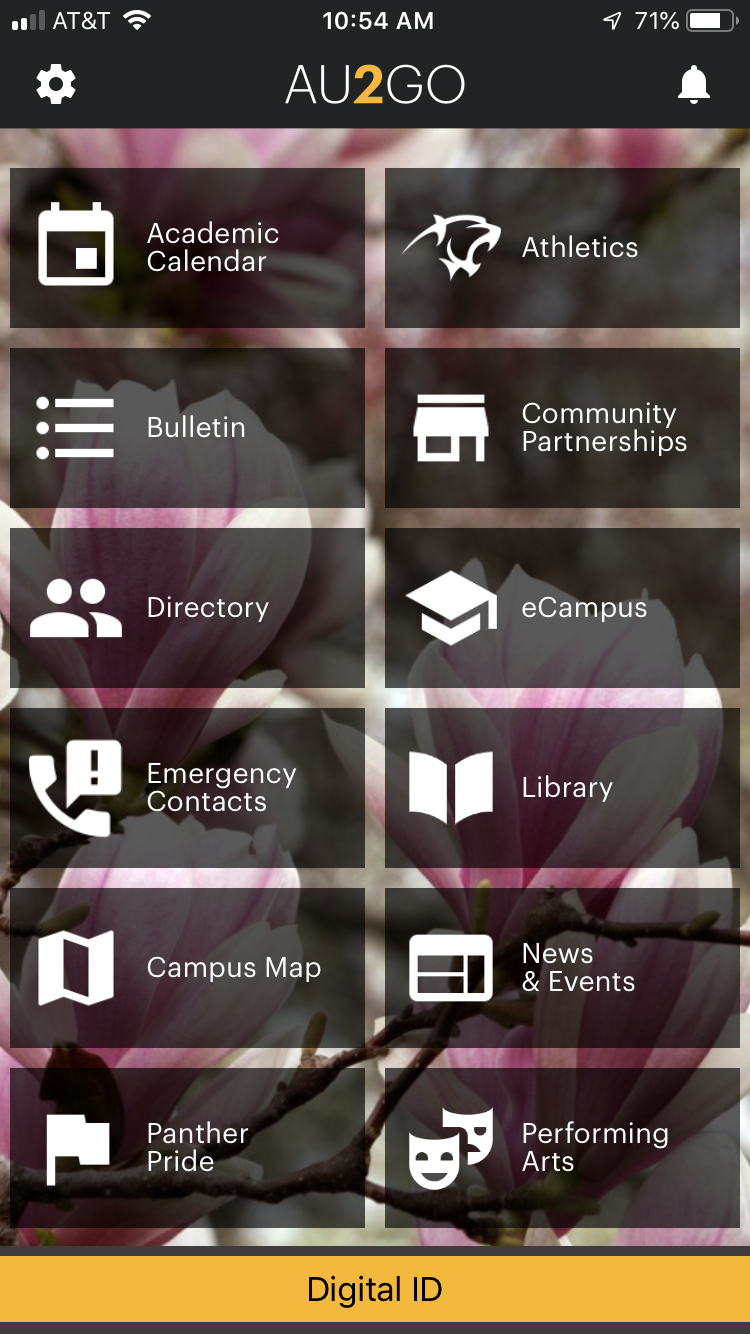 AT&T 10:54 AM 71%
AU2GO
Academic
Calendar
Athletics
Bulletin
Community
Partnerships
Directory
eCampus
Emergency
Contacts
Library
Campus Map
News
& Events
Panther
Pride
Performing
Arts
Digital ID